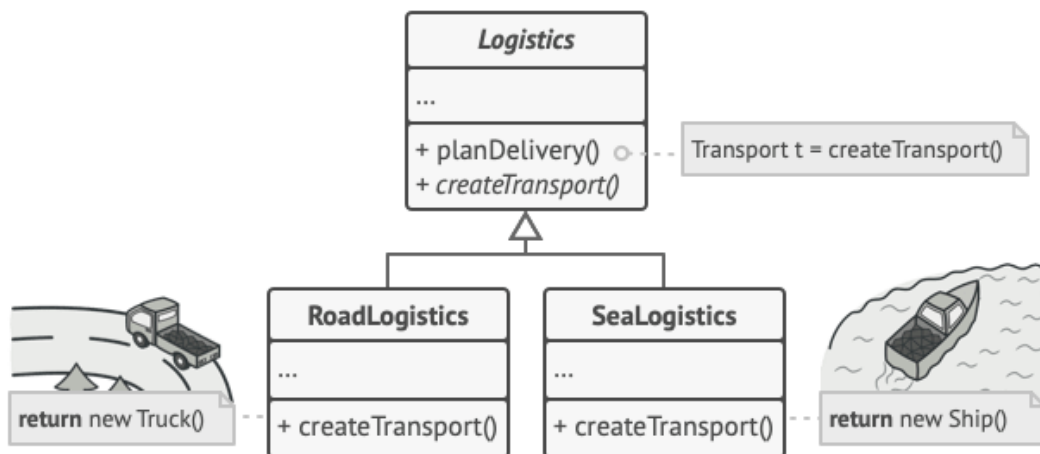 Logistics
...
+ planDelivery()
Transport t = createTransport()
+ createTransport()
RoadLogistics
SeaLogistics
...
...
return new Truck()
+ createTransport()
+ createTransport()
return new Ship()